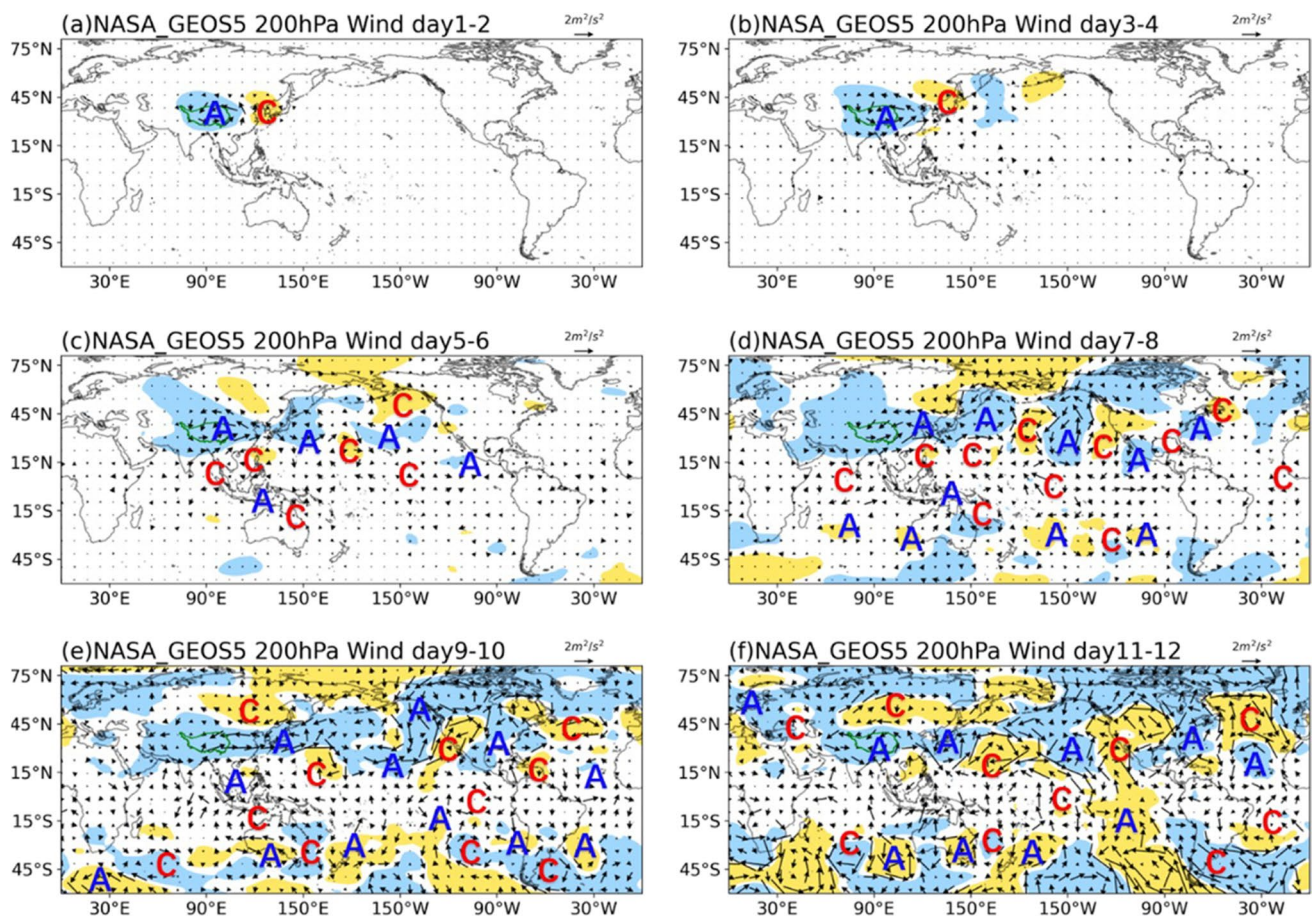 (a)NASA_GEOS5 200hPa Wind day1-2
2m²/s²
75°N
45°N
15°N
15°S
45°S
A
C
30°E
90°E
150°E
150°W
90°W
30°W
(b)NASA_GEOS5 200hPa Wind day3-4
2m²/s²
75°N
45°N
15°N
15°S
45°S
C
A
30°E
90°E
150°E
150°W
90°W
30°W
(c)NASA_GEOS5 200hPa Wind day5-6
2m²/s²
75°N
45°N
15°N
15°S
45°S
C
A
A
A
C
C
A
C
C
A
C
30°E
90°E
150°E
150°W
90°W
30°W
(d)NASA_GEOS5 200hPa Wind day7-8
2m²/s²
75°N
45°N
15°N
15°S
45°S
C
A
A
C
A
A
C
C
C
C
A
C
C
C
A
C
A
A
A
C
A
30°E
90°E
150°E
150°W
90°W
30°W
(e)NASA_GEOS5 200hPa Wind day9-10
2m²/s²
75°N
45°N
15°N
15°S
45°S
C
A
C
A
C
A
C
A
C
A
A
C
C
A
C
A
C
A
C
A
A
C
C
A
30°E
90°E
150°E
150°W
90°W
30°W
(f)NASA_GEOS5 200hPa Wind day11-12
2m²/s²
75°N
45°N
15°N
15°S
45°S
A
C
C
C
A
A
A
C
A
C
A
C
A
C
C
C
A
A
A
C
C
30°E
90°E
150°E
150°W
90°W
30°W